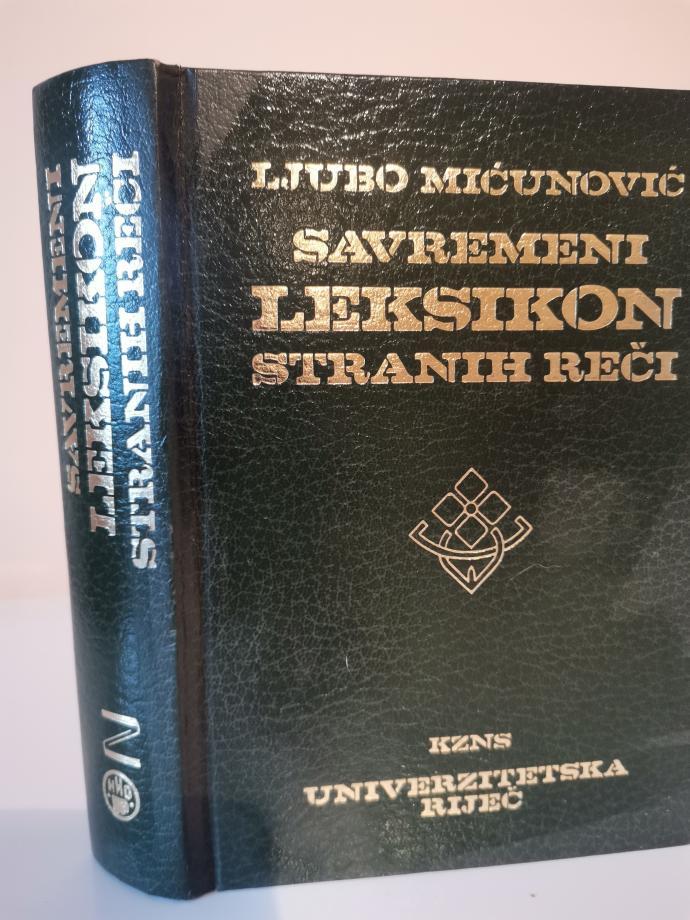 SAVREMENI
LEKSIKON
STRANIH REČI
N
LJUBO MIĆUNOVIĆ
SAVREMENI
LEKSIKON
STRANIH REČI
KZNS
UNIVERZITETSKA
RIJEČ